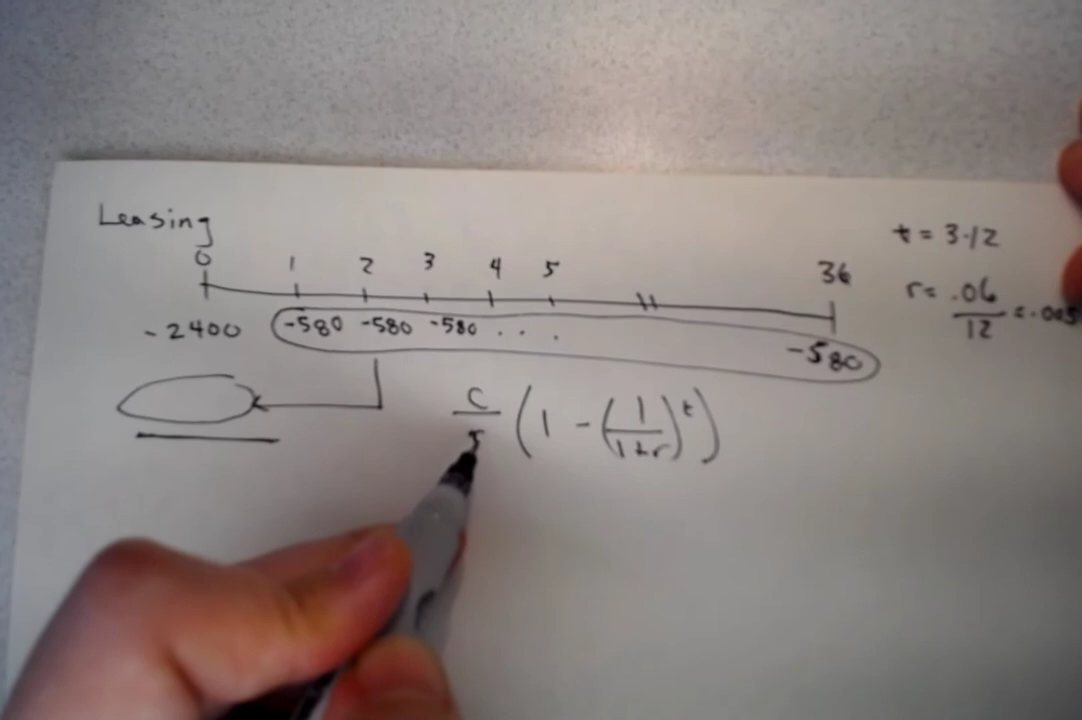 Leasing
0 1 2 3 4 5 36
-2400 -580 -580 -580 . . . -580
t = 3·12
r = .06/12 = .005
C/r (1 - (1/(1+r))^t)